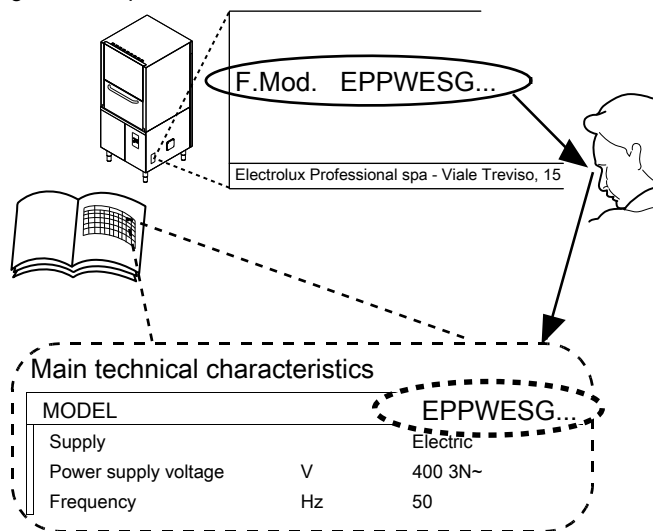 F.Mod. EPPWESG...
Electrolux Professional spa - Viale Treviso, 15
Main technical characteristics
MODEL EPPWESG...
Supply Electric
Power supply voltage V 400 3N~
Frequency Hz 50